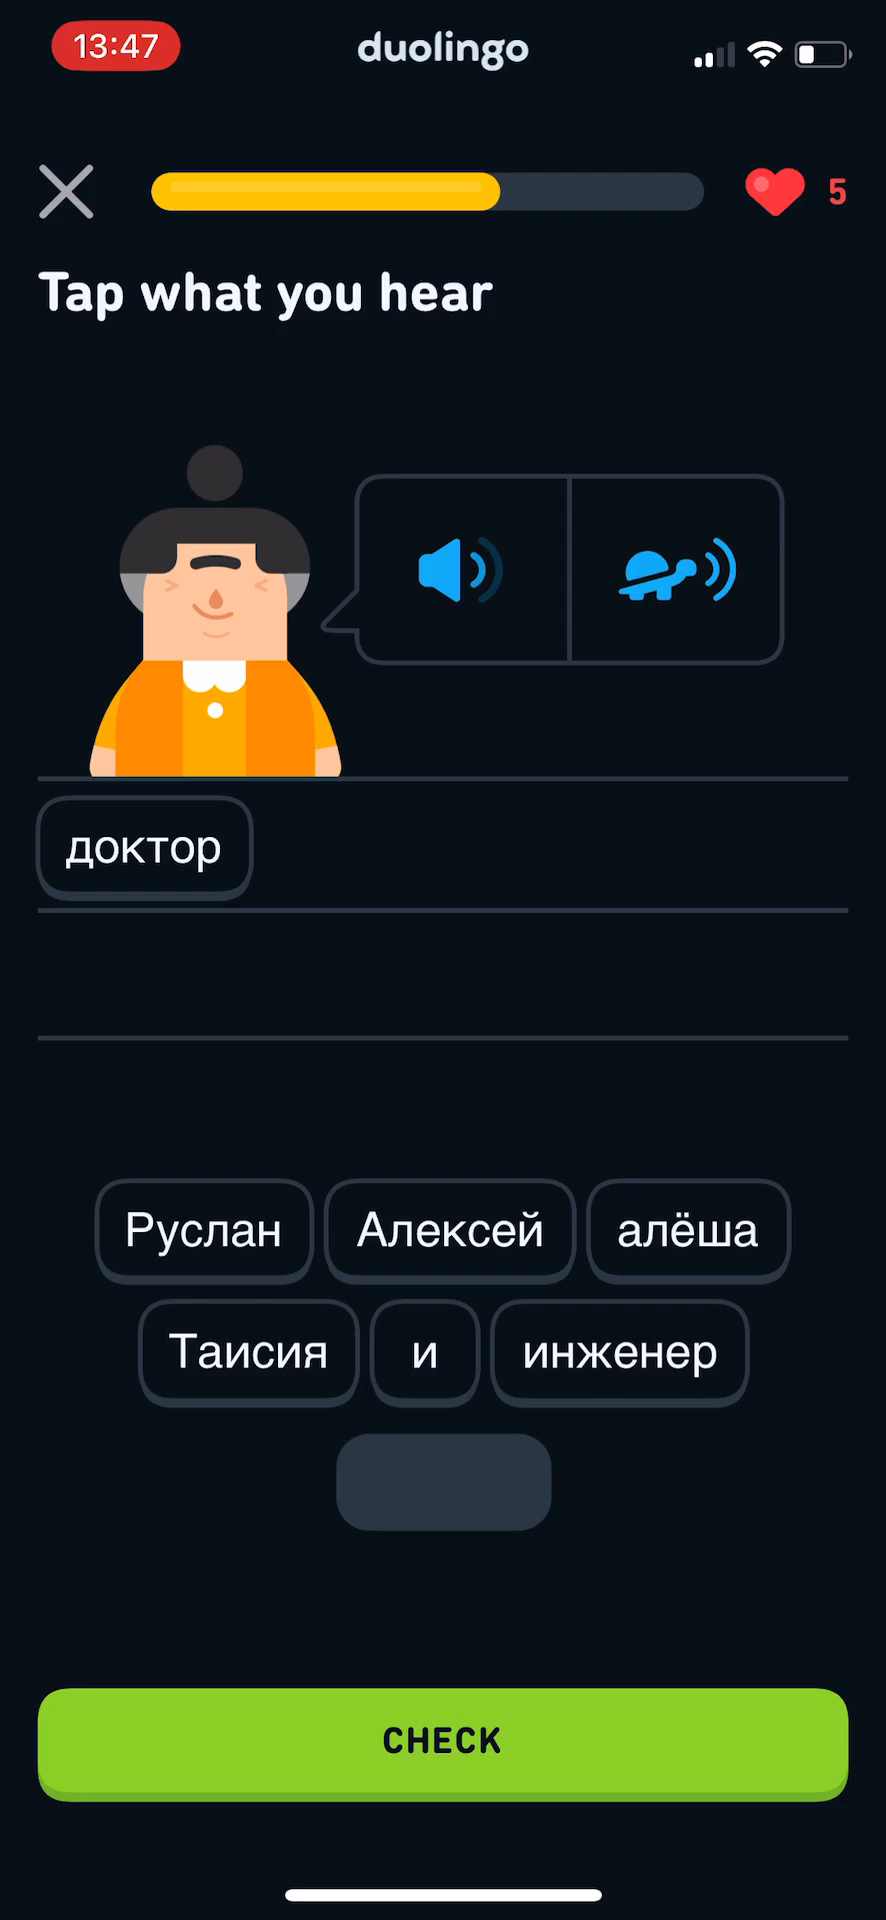 13:47 duolingo
5
Tap what you hear
доктор
Руслан Алексей алёша
Таисия и инженер
CHECK